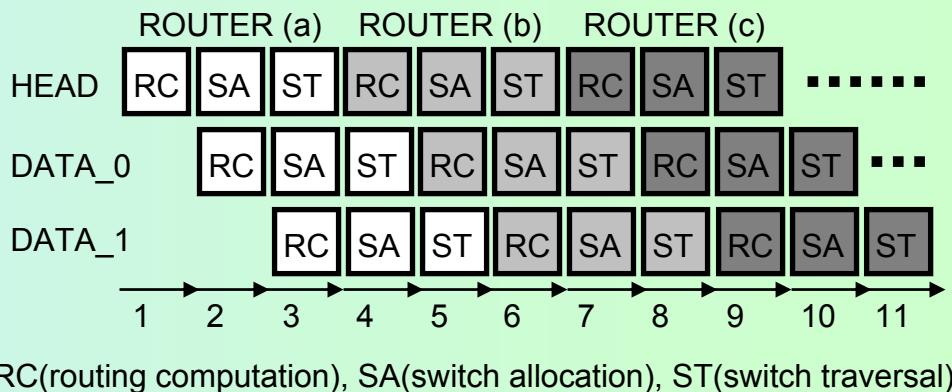 ROUTER (a) ROUTER (b) ROUTER (c)
HEAD RC SA ST RC SA ST RC SA ST
DATA_0 RC SA ST RC SA ST RC SA ST
DATA_1 RC SA ST RC SA ST RC SA ST
1 2 3 4 5 6 7 8 9 10 11
RC(routing computation), SA(switch allocation), ST(switch traversal